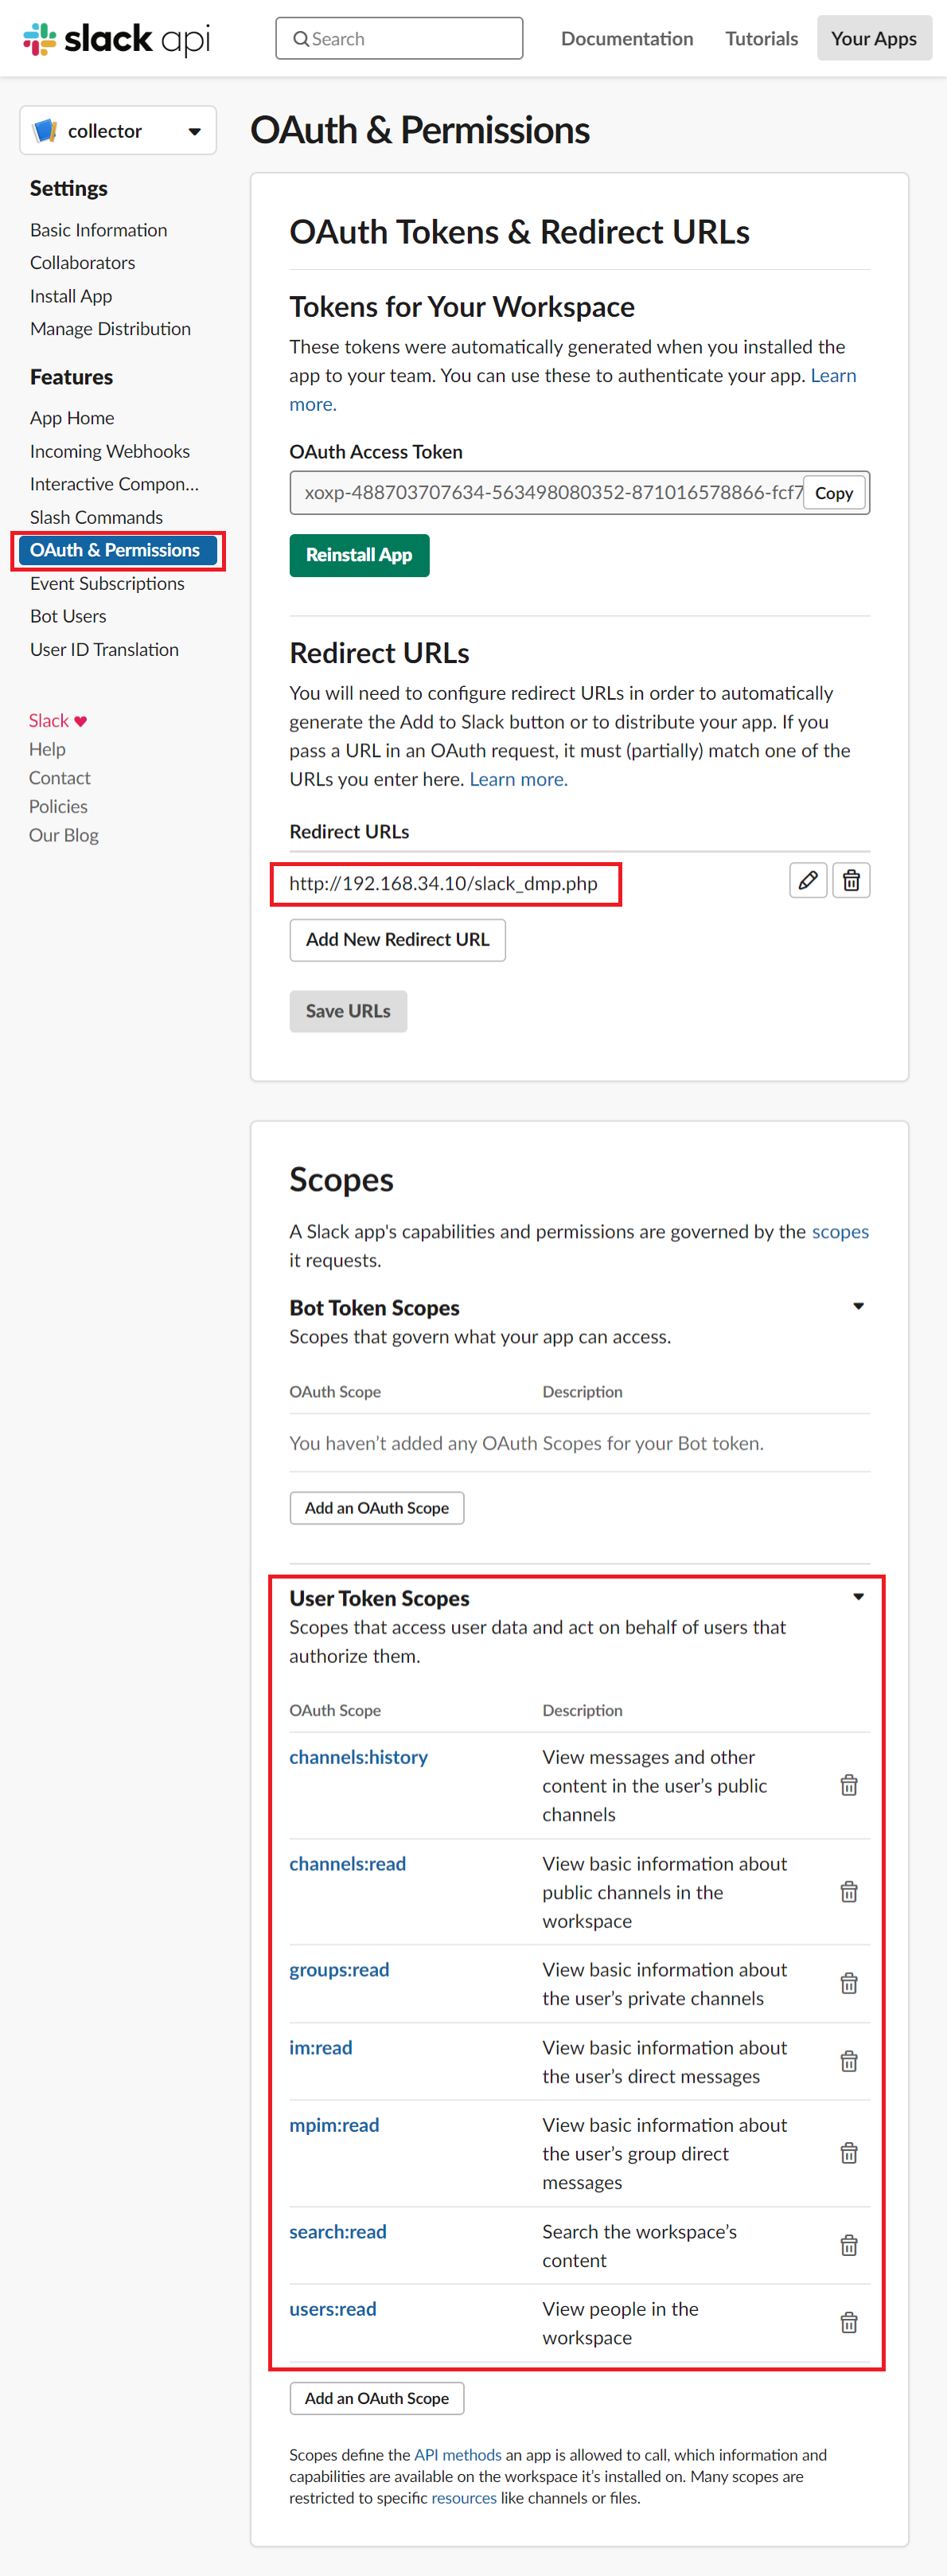 slack api
Search
Documentation
Tutorials
Your Apps
collector
Settings
Basic Information
Collaborators
Install App
Manage Distribution
Features
App Home
Incoming Webhooks
Interactive Compon...
Slash Commands
OAuth & Permissions
Event Subscriptions
Bot Users
User ID Translation
Slack ♥
Help
Contact
Policies
Our Blog
OAuth & Permissions
OAuth Tokens & Redirect URLs
Tokens for Your Workspace
These tokens were automatically generated when you installed the
app to your team. You can use these to authenticate your app. Learn
more.
OAuth Access Token
xoxp-488703707634-563498080352-871016578866-fcf7
Copy
Reinstall App
Redirect URLs
You will need to configure redirect URLs in order to automatically
generate the Add to Slack button or to distribute your app. If you
pass a URL in an OAuth request, it must (partially) match one of the
URLs you enter here. Learn more.
Redirect URLs
http://192.168.34.10/slack_dmp.php
Add New Redirect URL
Save URLs
Scopes
A Slack app's capabilities and permissions are governed by the scopes
it requests.
Bot Token Scopes
Scopes that govern what your app can access.
OAuth Scope
Description
You haven't added any OAuth Scopes for your Bot token.
Add an OAuth Scope
User Token Scopes
Scopes that access user data and act on behalf of users that
authorize them.
OAuth Scope
Description
channels:history
View messages and other
content in the user's public
channels
channels:read
View basic information about
public channels in the
workspace
groups:read
View basic information about
the user's private channels
im:read
View basic information about
the user's direct messages
mpim:read
View basic information about
the user's group direct
messages
search:read
Search the workspace's
content
users:read
View people in the
workspace
Add an OAuth Scope
Scopes define the API methods an app is allowed to call, which information and
capabilities are available on the workspace it's installed on. Many scopes are
restricted to specific resources like channels or files.